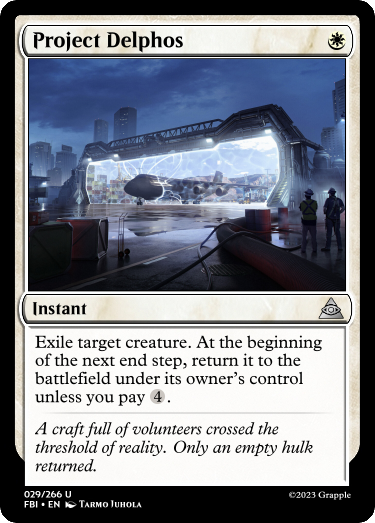 Project Delphos
Instant
Exile target creature. At the beginning
of the next end step, return it to the
battlefield under its owner's control
unless you pay 4.
A craft full of volunteers crossed the
threshold of reality. Only an empty hulk
returned.
029/266 U
FBI • EN Tarmo Juhola
©2023 Grapple